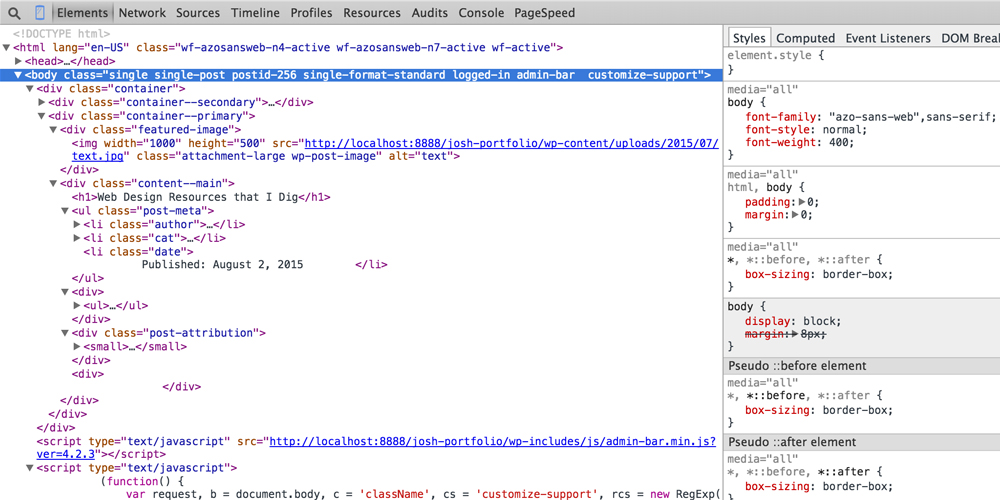 Elements Network Sources Timeline Profiles Resources Audits Console PageSpeed
<!DOCTYPE html>
<html lang="en-US" class="wf-azosansweb-n4-active wf-azosansweb-n7-active wf-active">
<head>…</head>
<body class="single single-post postid-256 single-format-standard logged-in admin-bar  customize-support">
<div class="container">
<div class="container--secondary">…</div>
<div class="container--primary">
<div class="featured-image">
<img width="1000" height="500" src="http://localhost:8888/josh-portfolio/wp-content/uploads/2015/07/
text.jpg" class="attachment-large wp-post-image" alt="text">
</div>
<div class="content--main">
<h1>Web Design Resources that I Dig</h1>
<ul class="post-meta">
<li class="author">…</li>
<li class="cat">…</li>
<li class="date">
Published: August 2, 2015 </li>
</ul>
<div>
<ul>…</ul>
</div>
<div class="post-attribution">
<small>…</small>
</div>
<div>
</div>
</div>
</div>
</div>
<script type="text/javascript" src="http://localhost:8888/josh-portfolio/wp-includes/js/admin-bar.min.js?
ver=4.2.3"></script>
<script type="text/javascript">
(function() {
var request, b = document.body, c = 'className', cs = 'customize-support', rcs = new RegExp(
Styles Computed Event Listeners DOM Brea
element.style {
}
media="all"
body {
font-family: "azo-sans-web",sans-serif;
font-style: normal;
font-weight: 400;
}
media="all"
html, body {
padding: 0;
margin: 0;
}
media="all"
*, *::before, *::after {
box-sizing: border-box;
}
body {
display: block;
margin: 8px;
}
Pseudo ::before element
media="all"
*, *::before, *::after {
box-sizing: border-box;
}
Pseudo ::after element
media="all"
*, *::before, *::after {
box-sizing: border-box;